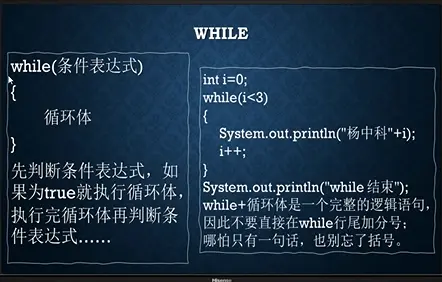 WHILE
while(条件表达式)
{
循环体
}
先判断条件表达式，如
果为true就执行循环体，
执行完循环体再判断条
件表达式……
int i=0;
while(i<3)
{
System.out.println("杨中科"+i);
i++;
}
System.out.println("while结束");
while+循环体是一个完整的逻辑语句，
因此不要直接在while行尾加分号；
哪怕只有一句话，也别忘了括号。
Hisense